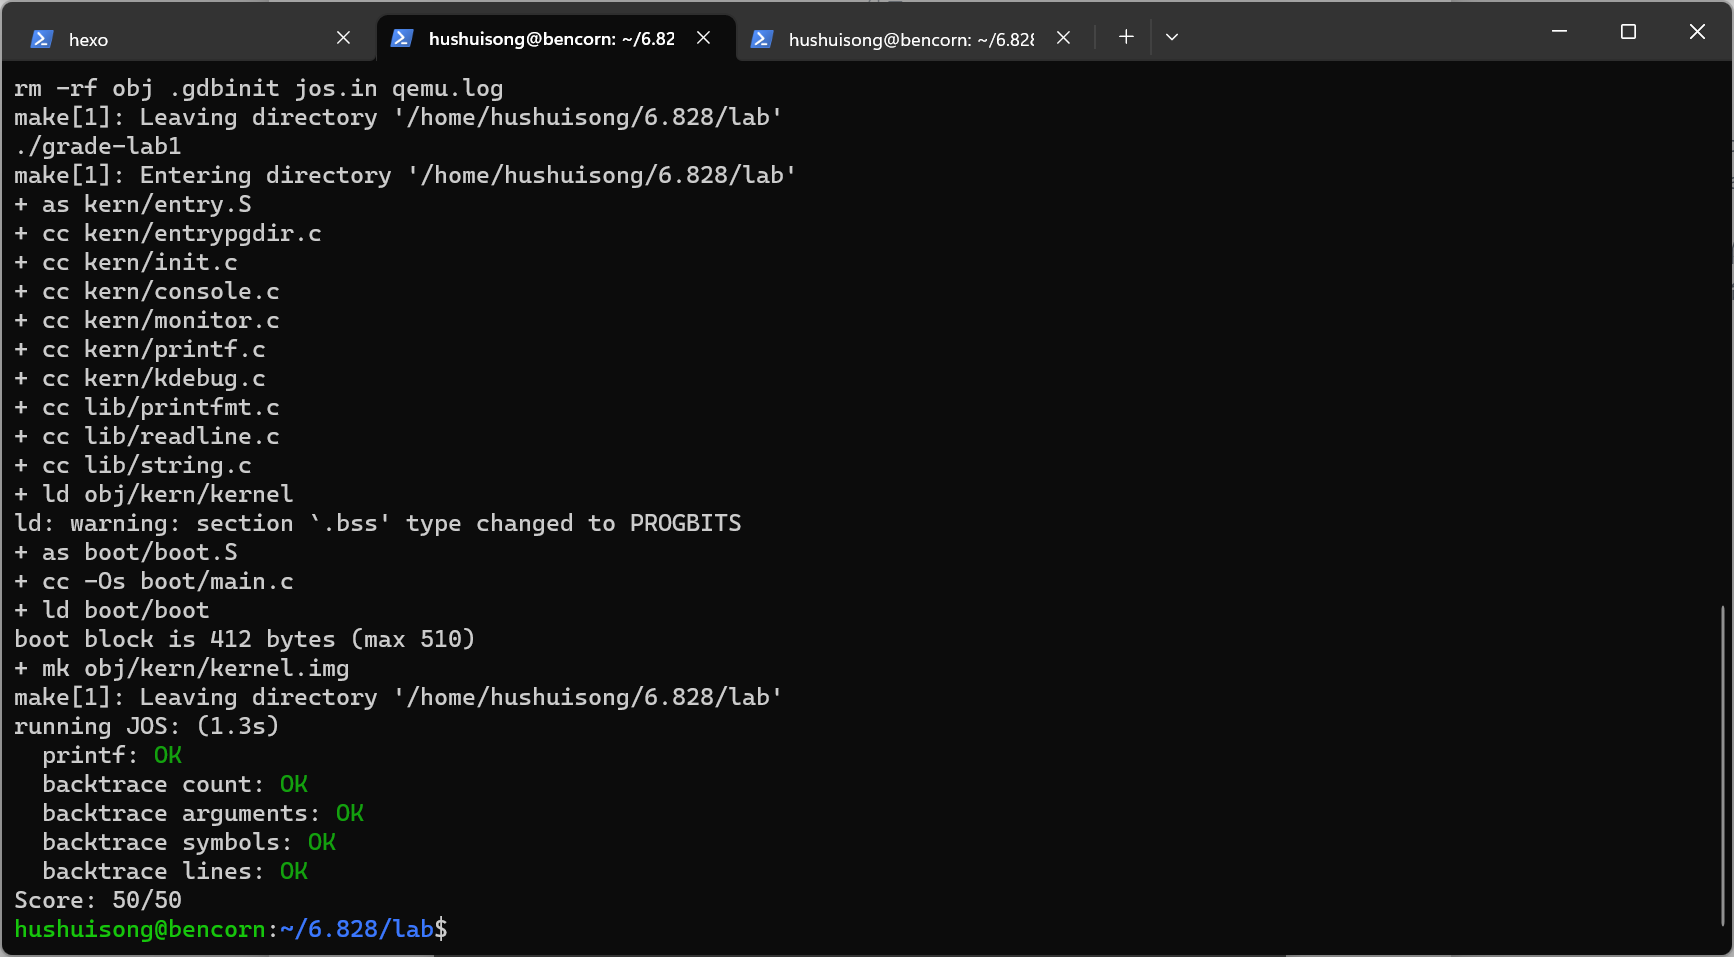 hexo
hushuisong@bencorn: ~/6.82
hushuisong@bencorn: ~/6.828
rm -rf obj .gdbinit jos.in qemu.log
make[1]: Leaving directory '/home/hushuisong/6.828/lab'
./grade-lab1
make[1]: Entering directory '/home/hushuisong/6.828/lab'
+ as kern/entry.S
+ cc kern/entrypgdir.c
+ cc kern/init.c
+ cc kern/console.c
+ cc kern/monitor.c
+ cc kern/printf.c
+ cc kern/kdebug.c
+ cc lib/printfmt.c
+ cc lib/readline.c
+ cc lib/string.c
+ ld obj/kern/kernel
ld: warning: section `.bss' type changed to PROGBITS
+ as boot/boot.S
+ cc -Os boot/main.c
+ ld boot/boot
boot block is 412 bytes (max 510)
+ mk obj/kern/kernel.img
make[1]: Leaving directory '/home/hushuisong/6.828/lab'
running JOS: (1.3s)
  printf: OK
  backtrace count: OK
  backtrace arguments: OK
  backtrace symbols: OK
  backtrace lines: OK
Score: 50/50
hushuisong@bencorn:~/6.828/lab$